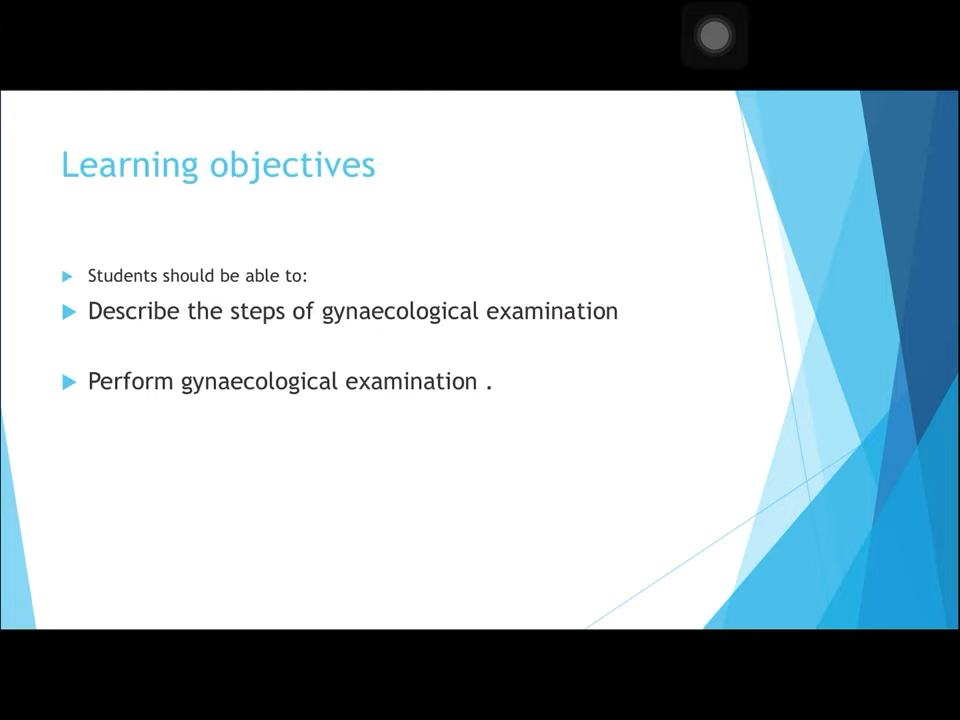 Learning objectives
Students should be able to:
Describe the steps of gynaecological examination
Perform gynaecological examination .